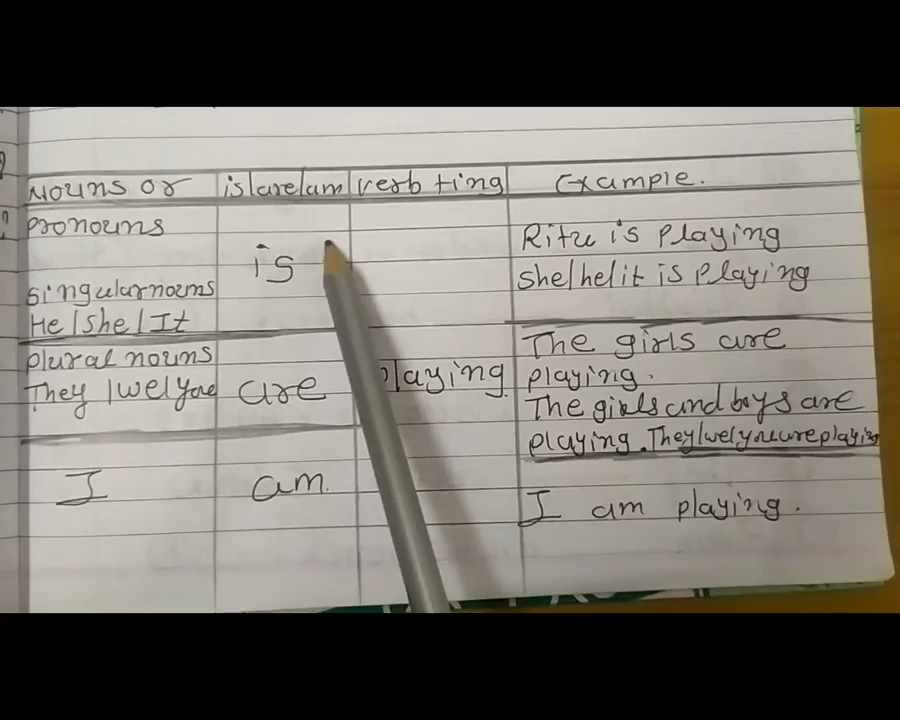 Nouns or is/are/am verb + ing Example.
Pronouns
is Ritu is playing
singular nouns she/he/it is playing
He/She/It
plural nouns The girls are
They/we/you are playing. playing.
The girls and boys are
playing. They/we/you are playing
I am. I am playing.